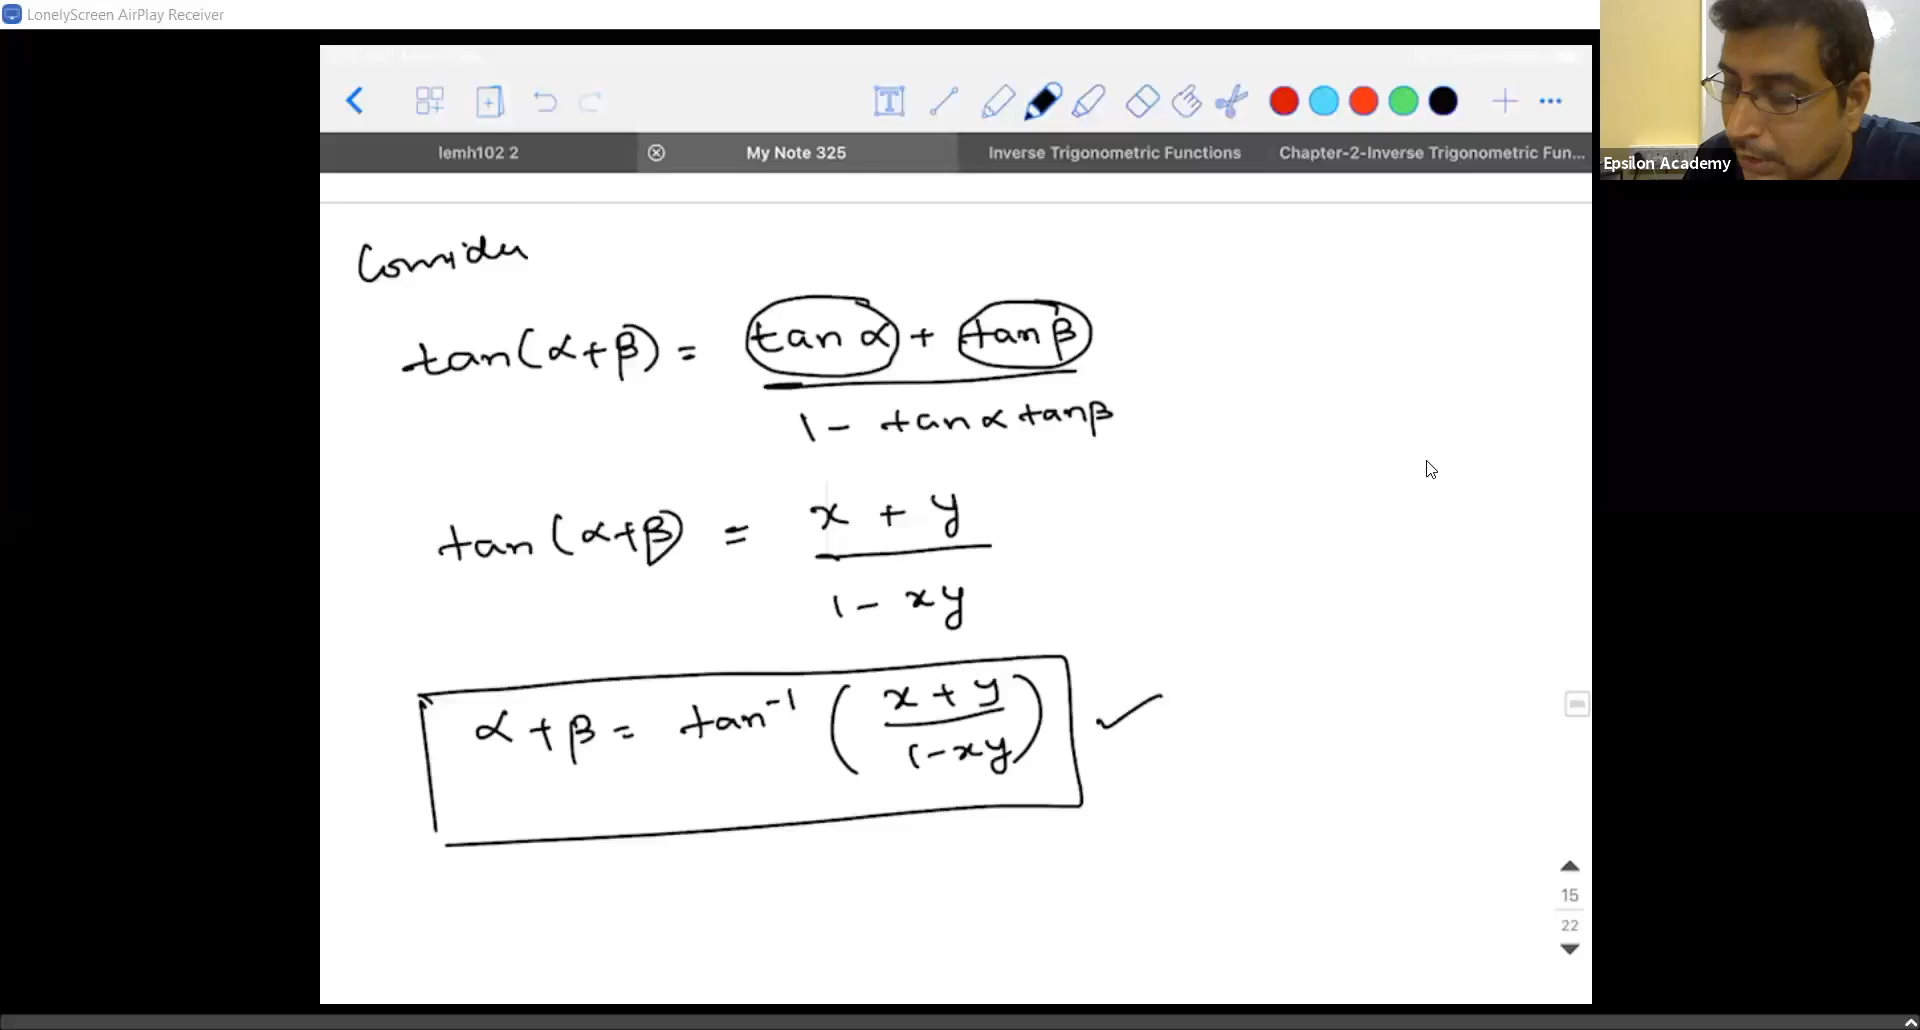 LonelyScreen AirPlay Receiver
T
lemh102 2
My Note 325
Inverse Trigonometric Functions
Chapter-2-Inverse Trigonometric Fun...
Epsilon Academy
Consider
tan(α+β) = tan α + tan β
1 - tan α tan β
tan (α+β) = x + y
1 - xy
α + β = tan⁻¹ ( x + y
1-xy ) ✓
15
22